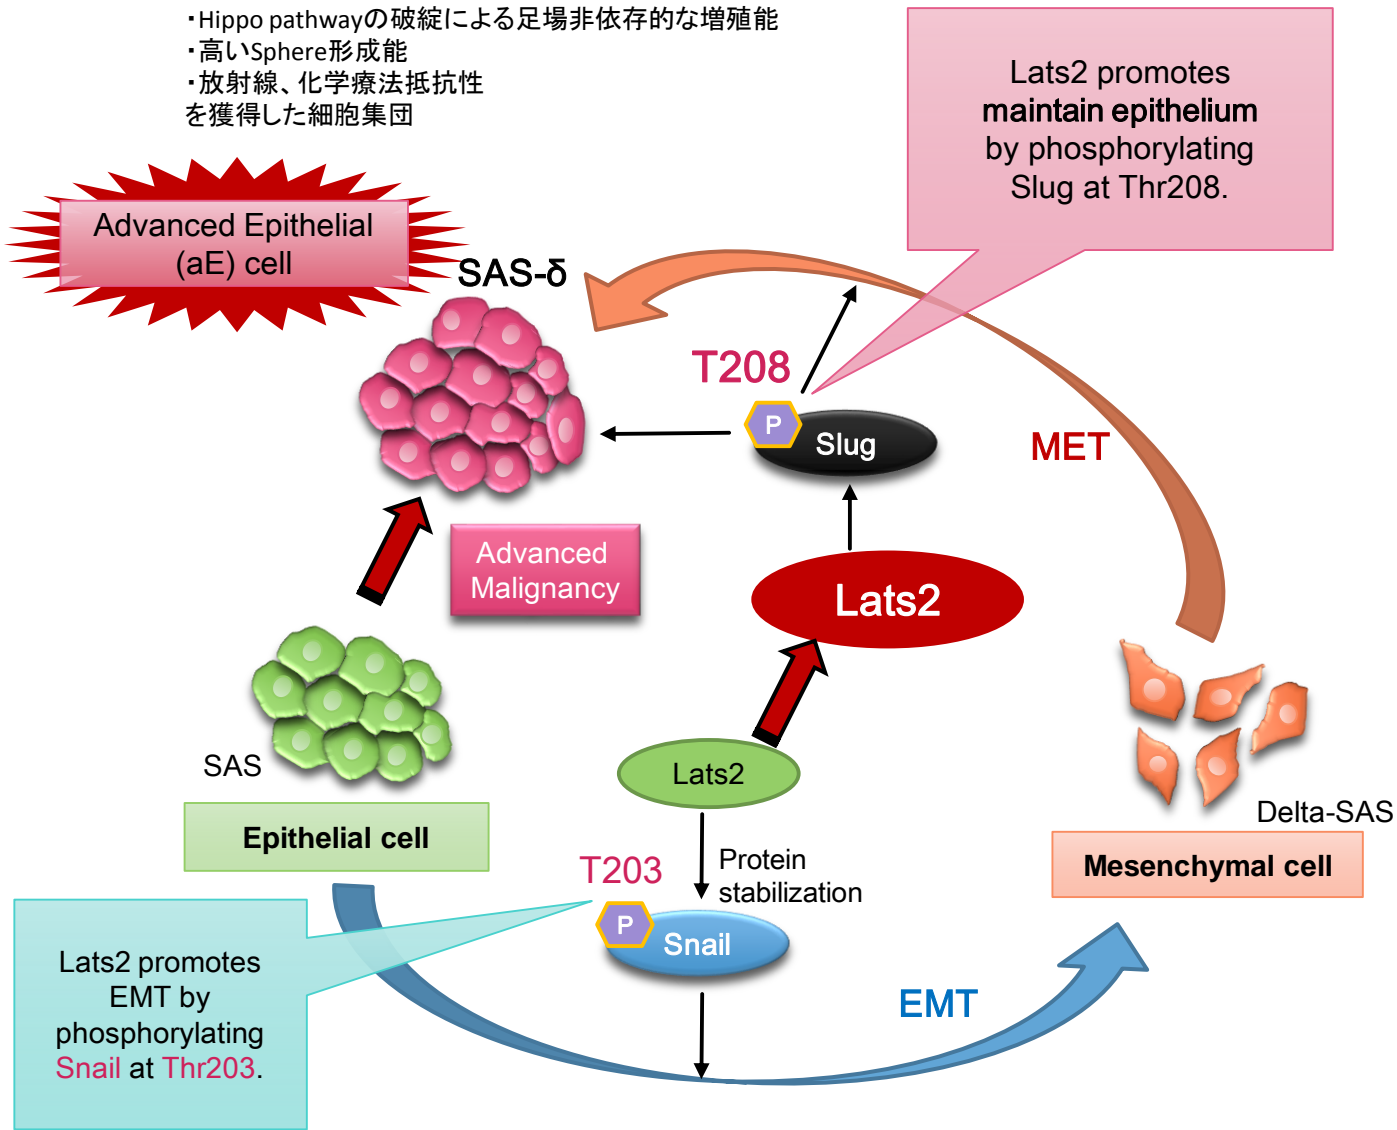 ・Hippo pathwayの破綻による足場非依存的な増殖能
・高いSphere形成能
・放射線、化学療法抵抗性
を獲得した細胞集団
Lats2 promotes
maintain epithelium
by phosphorylating
Slug at Thr208.
Advanced Epithelial
(aE) cell
SAS-δ
T208
P
Slug
MET
Advanced
Malignancy
Lats2
SAS
Lats2
Epithelial cell
Delta-SAS
Mesenchymal cell
Protein
stabilization
T203
P
Snail
Lats2 promotes
EMT by
phosphorylating
Snail at Thr203.
EMT